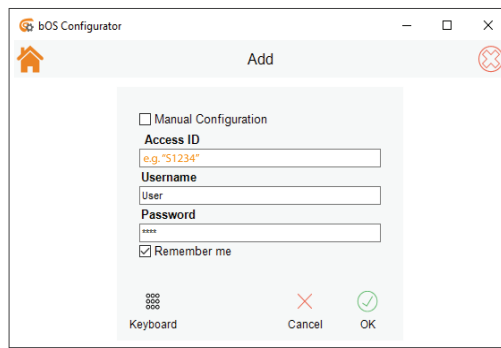 bOS Configurator
Add
Manual Configuration
Access ID
e.g."S1234"
Username
User
Password
****
Remember me
Keyboard Cancel OK